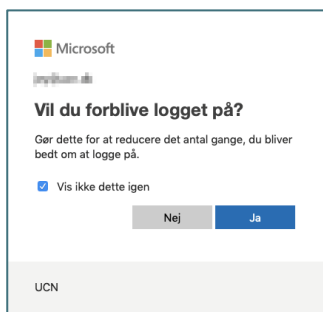 Microsoft
Vil du forblive logget på?
Gør dette for at reducere det antal gange, du bliver
bedt om at logge på.
Vis ikke dette igen
Nej
Ja
UCN